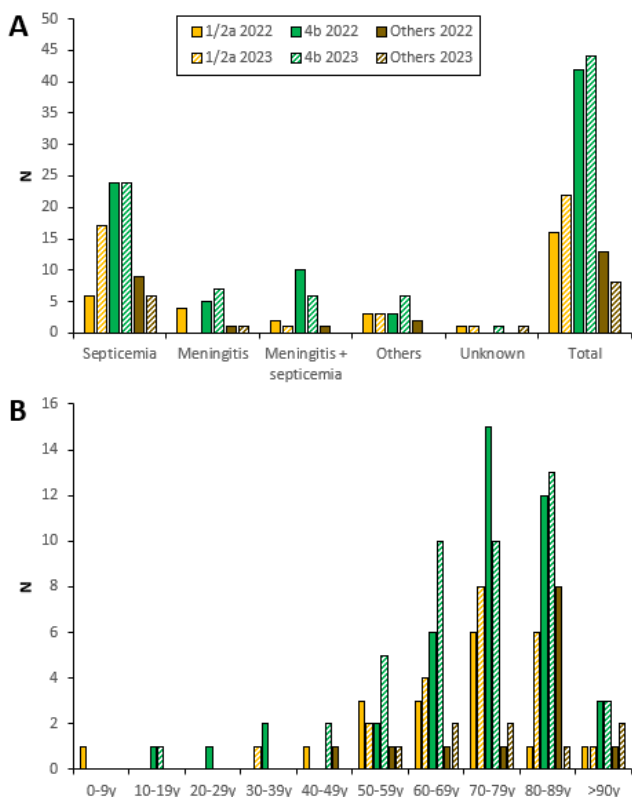 A
50
45
40
35
30
25
20
15
10
5
0
N
1/2a 2022 4b 2022 Others 2022
1/2a 2023 4b 2023 Others 2023
Septicemia Meningitis Meningitis + septicemia Others Unknown Total
B
16
14
12
10
8
6
4
2
0
N
0-9y 10-19y 20-29y 30-39y 40-49y 50-59y 60-69y 70-79y 80-89y >90y